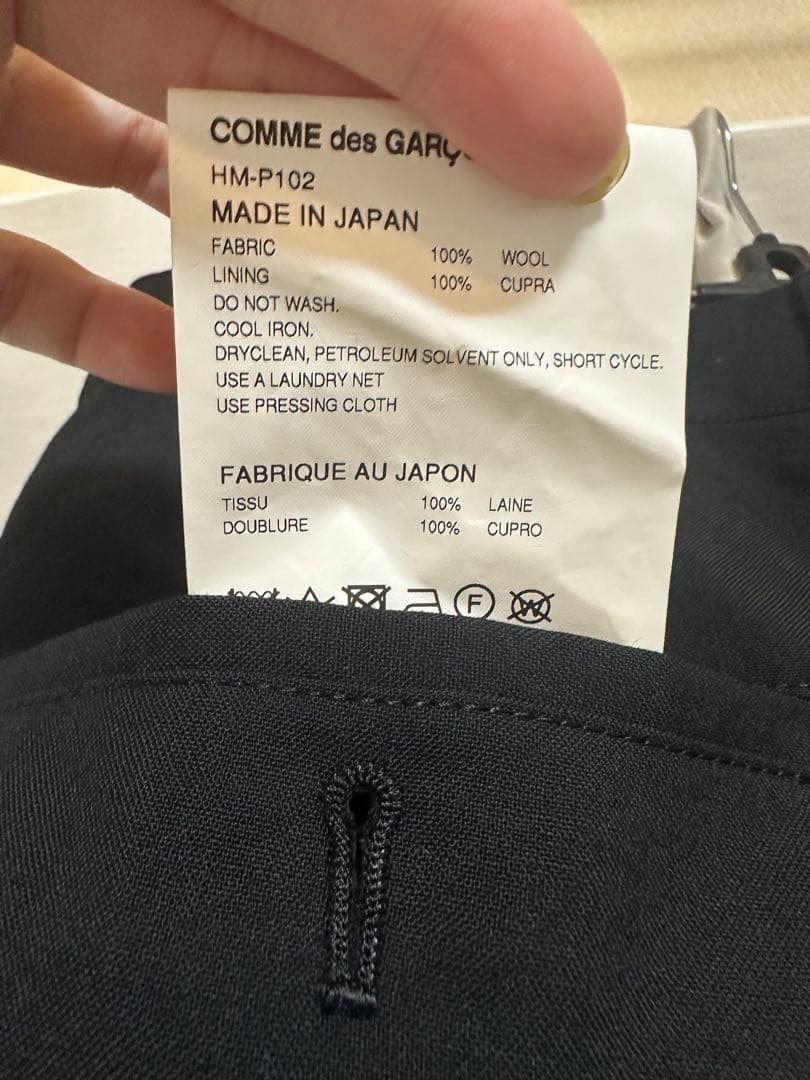 COMME des
HM-P102
MADE IN JAPAN
FABRIC 100% WOOL
LINING 100% CUPRA
DO NOT WASH.
COOL IRON.
DRYCLEAN, PETROLEUM SOLVENT ONLY, SHORT CYCLE.
USE A LAUNDRY NET
USE PRESSING CLOTH
FABRIQUE AU JAPON
TISSU 100% LAINE
DOUBLURE 100% CUPRO
F W